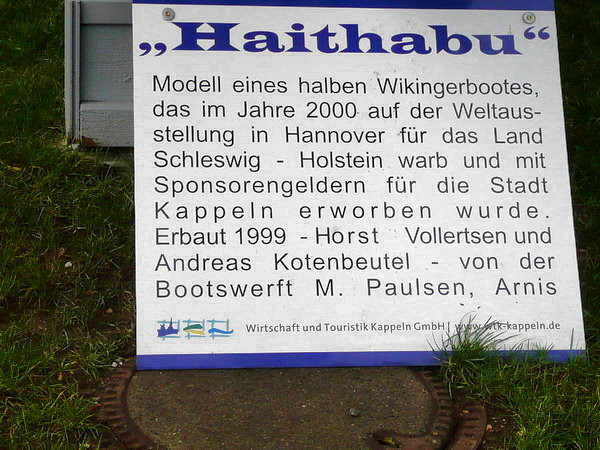 „Haithabu“
Modell eines halben Wikingerbootes,
das im Jahre 2000 auf der Weltaus-
stellung in Hannover für das Land
Schleswig - Holstein warb und mit
Sponsorengeldern für die Stadt
Kappeln erworben wurde.
Erbaut 1999 - Horst Vollertsen und
Andreas Kotenbeutel - von der
Bootswerft M. Paulsen, Arnis
Wirtschaft und Touristik Kappeln GmbH | www.wtk-kappeln.de